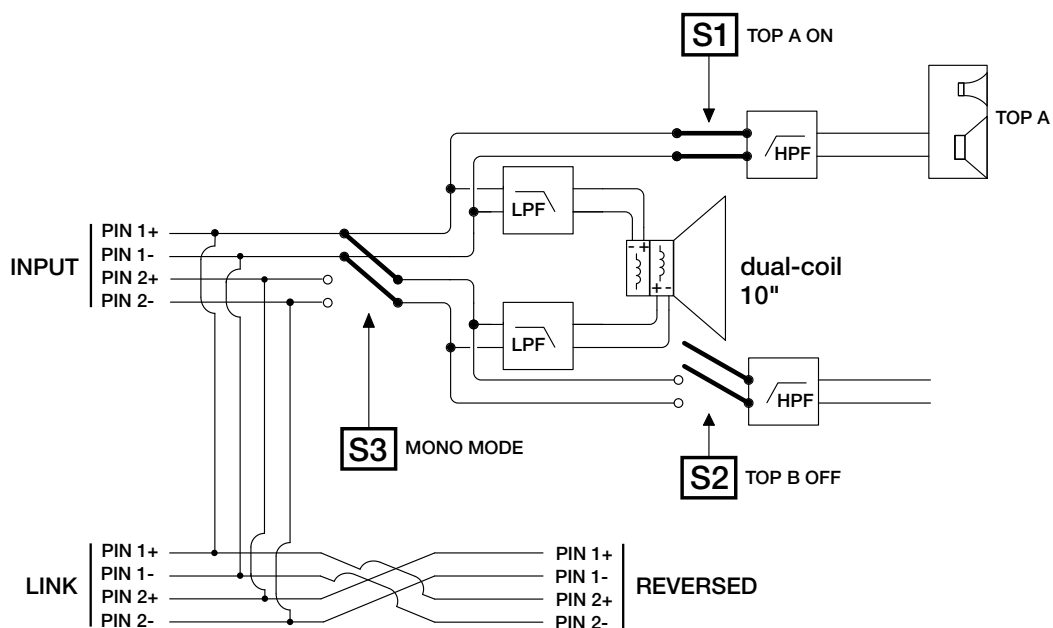 S1 TOP A ON
TOP A
HPF
LPF
INPUT
PIN 1+
PIN 1-
PIN 2+
PIN 2-
- +
+ -
dual-coil
10"
LPF
HPF
S3 MONO MODE
S2 TOP B OFF
LINK
PIN 1+
PIN 1-
PIN 2+
PIN 2-
PIN 1+
PIN 1-
PIN 2+
PIN 2-
REVERSED